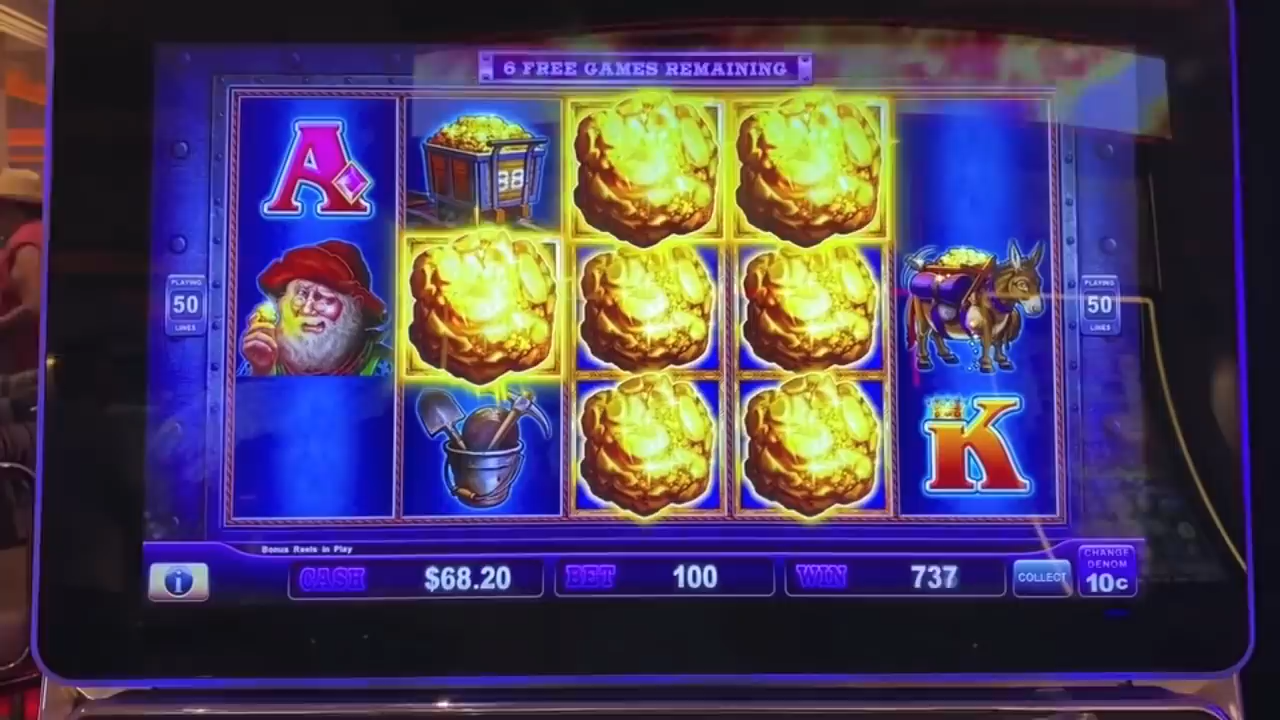 6 FREE GAMES REMAINING
A
38
PLAYING
50
LINES
PLAYING
50
LINES
K
Bonus Reels in Play
i
CASH $68.20
BET 100
WIN 737
COLLECT
CHANGE
DENOM
10¢